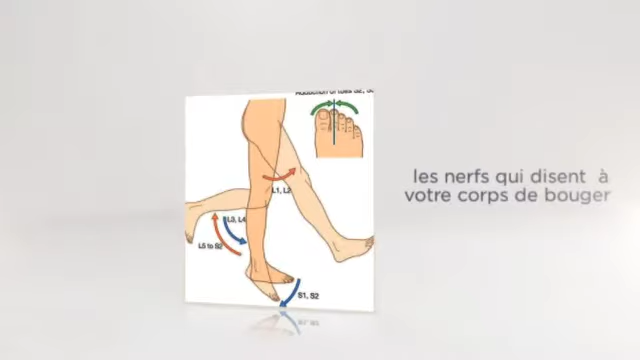 les nerfs qui disent à
votre corps de bouger
L1, L2
L3, L4
L5 to S2
S1, S2